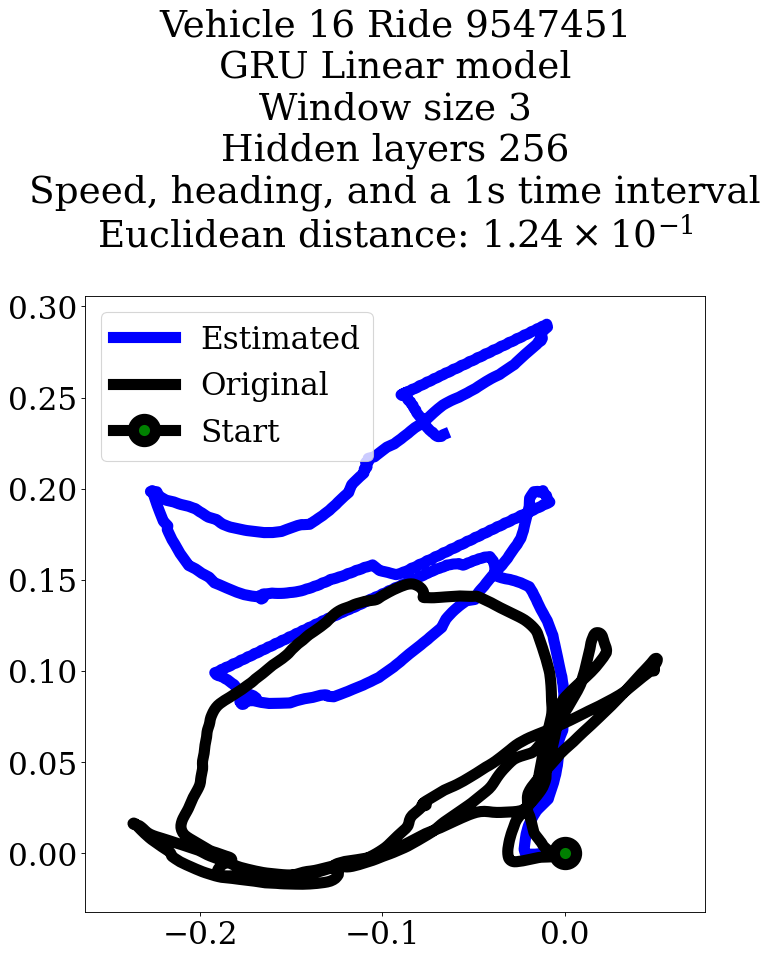 Vehicle 16 Ride 9547451
GRU Linear model
Window size 3
Hidden layers 256
Speed, heading, and a 1s time interval
Euclidean distance: 1.24 × 10⁻¹
0.30
0.25
0.20
0.15
0.10
0.05
0.00
Estimated
Original
Start
−0.2
−0.1
0.0